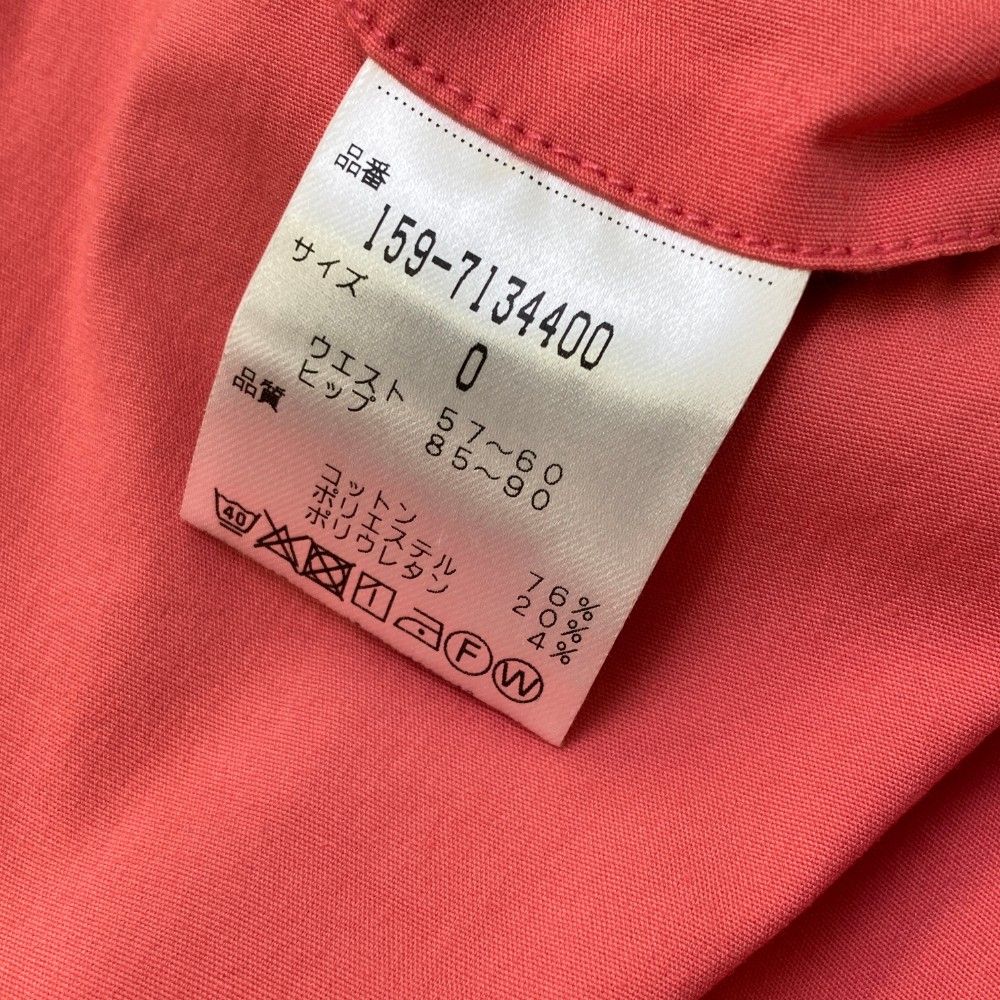 品番
159-7134400
サイズ 0
ウエスト 57～60
ヒップ 85～90
品質
コットン 76%
ポリエステル 20%
ポリウレタン 4%
40 1 F W